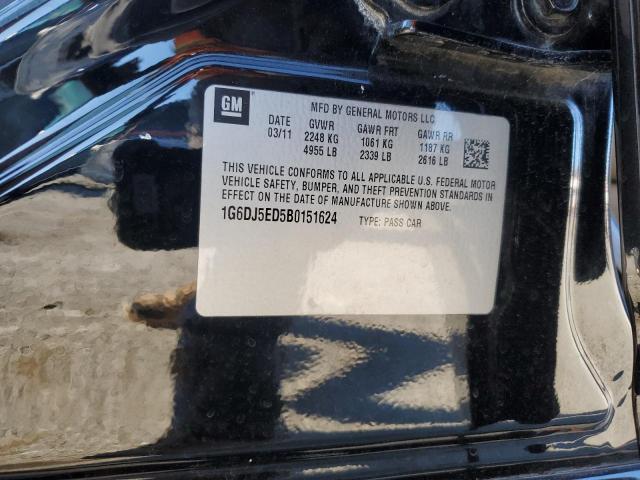 GM
MFD BY GENERAL MOTORS LLC
DATE GVWR GAWR FRT GAWR RR
03/11 2248 KG 1061 KG 1187 KG
4955 LB 2339 LB 2616 LB
THIS VEHICLE CONFORMS TO ALL APPLICABLE U.S. FEDERAL MOTOR
VEHICLE SAFETY, BUMPER, AND THEFT PREVENTION STANDARDS IN
EFFECT ON THE DATE OF MANUFACTURE SHOWN ABOVE.
1G6DJ5ED5B0151624 TYPE: PASS CAR